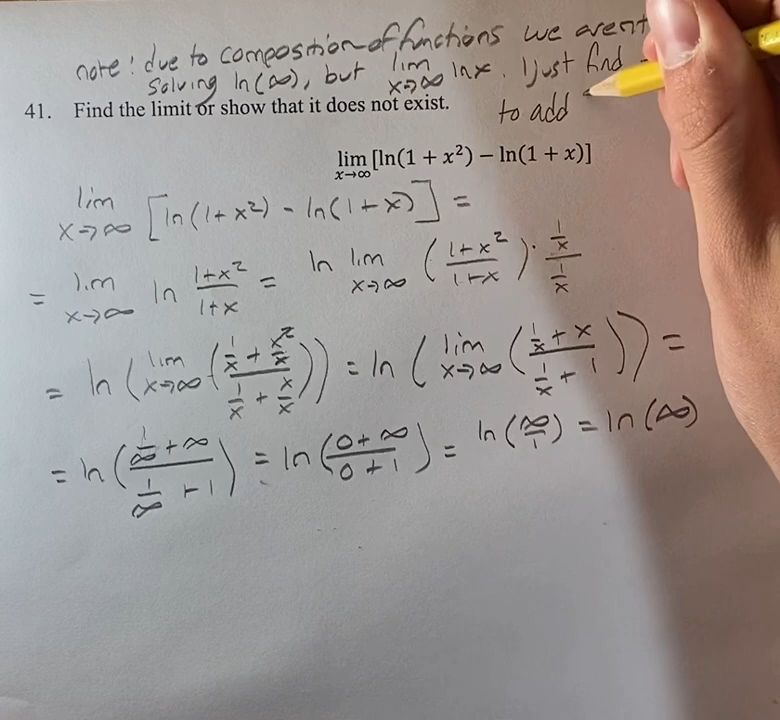 note: due to composition of functions we aren't
solving ln(∞), but lim x→∞ lnx. I just find
to add
41. Find the limit or show that it does not exist.
lim x→∞ [ln(1 + x²) − ln(1 + x)]
lim x→∞ [ln(1+x²) - ln(1+x)] =
= lim x→∞ ln (1+x²)/(1+x) = ln lim x→∞ ((1+x²)/(1+x)) · (1/x)/(1/x)
= ln(lim x→∞ ((1/x + x²/x)/(1/x + x/x))) = ln(lim x→∞ ((1/x + x)/(1/x + 1))) =
= ln((1/∞ + ∞)/(1/∞ + 1)) = ln((0+∞)/(0+1)) = ln(∞/1) = ln(∞)